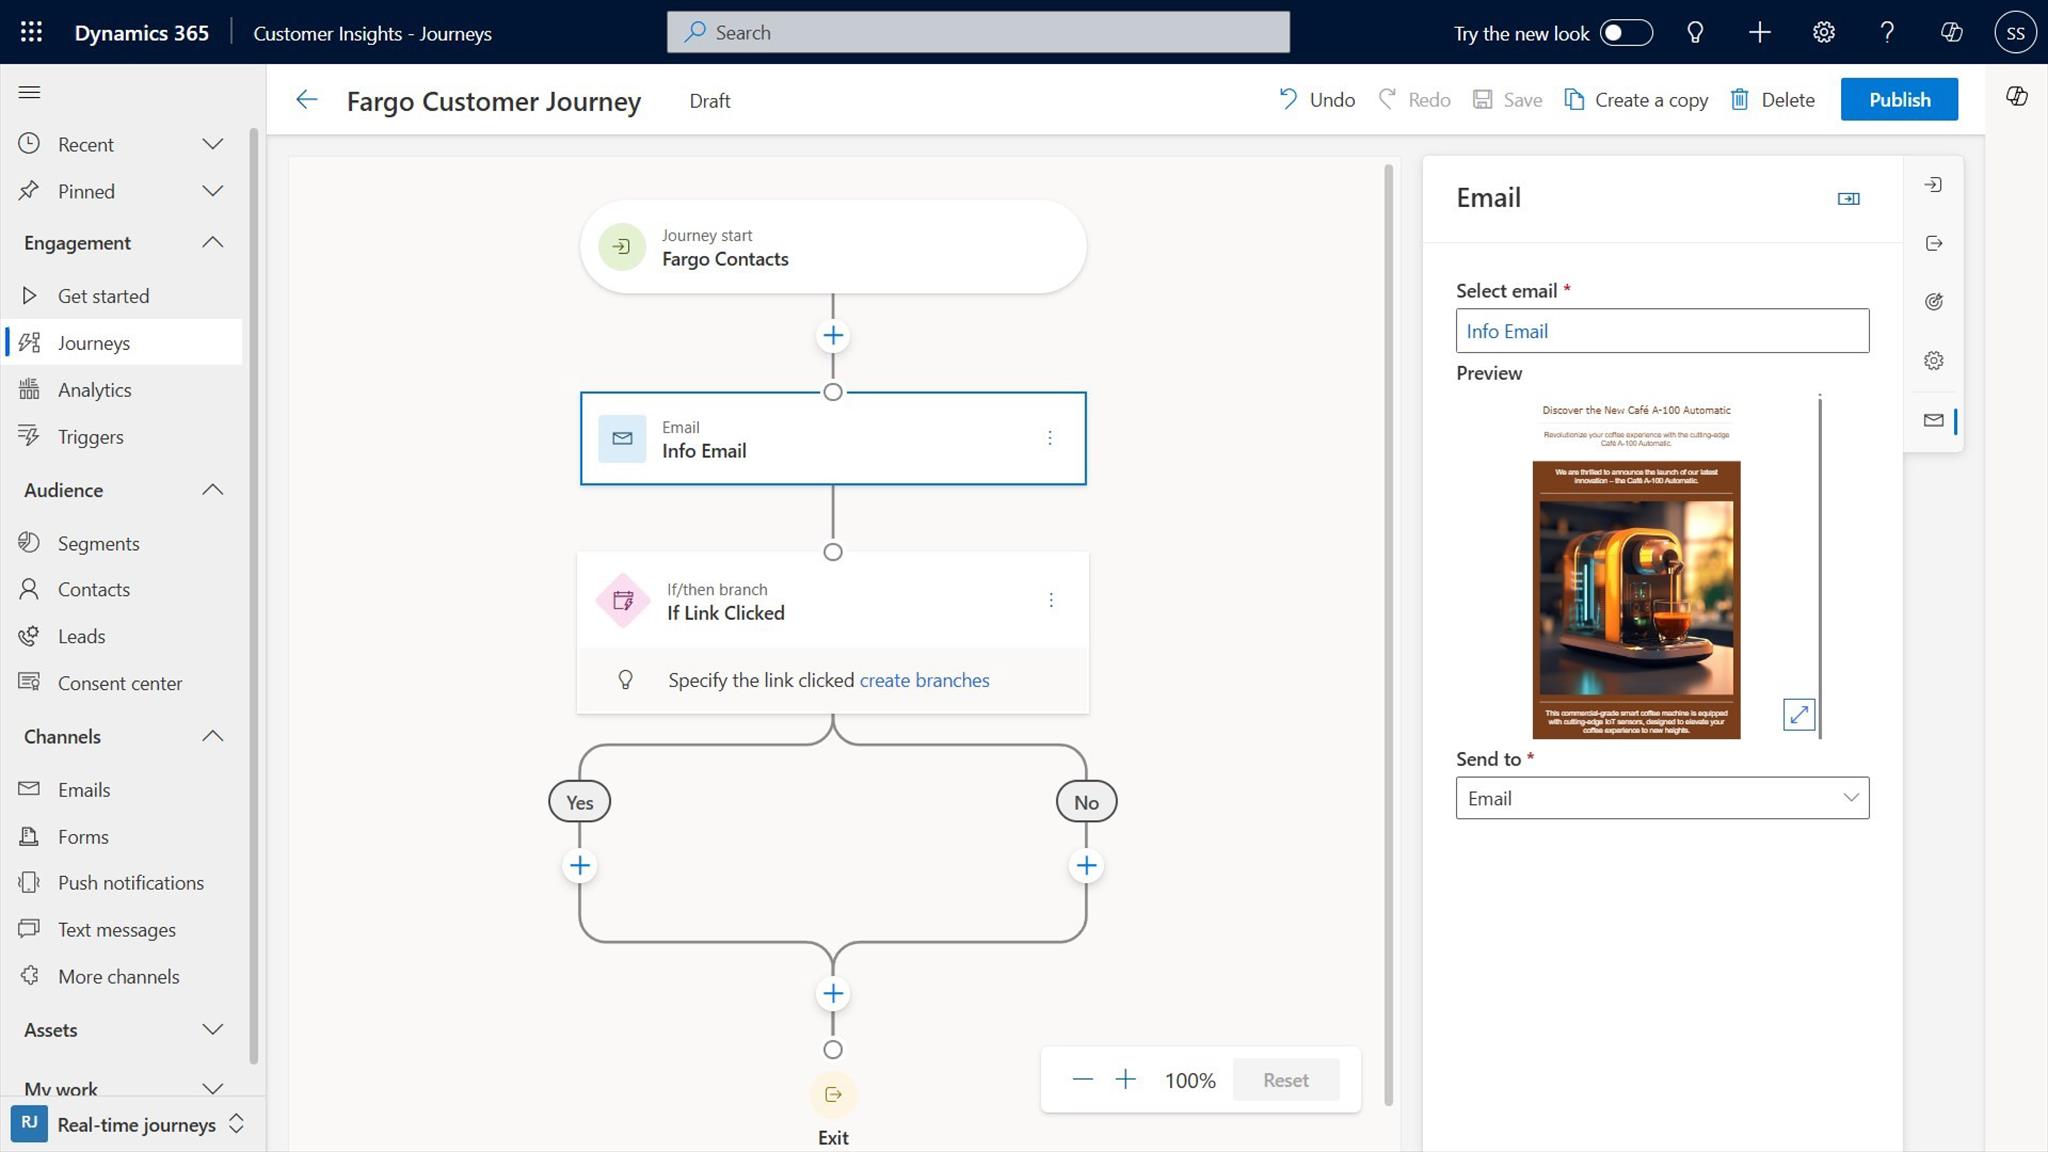 Dynamics 365
Customer Insights - Journeys
Search
Try the new look
SS
Recent
Pinned
Engagement
Get started
Journeys
Analytics
Triggers
Audience
Segments
Contacts
Leads
Consent center
Channels
Emails
Forms
Push notifications
Text messages
More channels
Assets
My work
RJ
Real-time journeys
Fargo Customer Journey
Draft
Undo
Redo
Save
Create a copy
Delete
Publish
Journey start
Fargo Contacts
Email
Info Email
If/then branch
If Link Clicked
Specify the link clicked create branches
Yes
No
Exit
100%
Reset
Email
Select email *
Info Email
Preview
Discover the New Café A-100 Automatic
Revolutionize your coffee experience with the cutting-edge
Café A-100 Automatic.
We are thrilled to announce the launch of our latest
innovation – the Café A-100 Automatic.
This commercial-grade smart coffee machine is equipped
with cutting-edge IoT sensors, designed to elevate your
coffee experience to new heights.
Send to *
Email